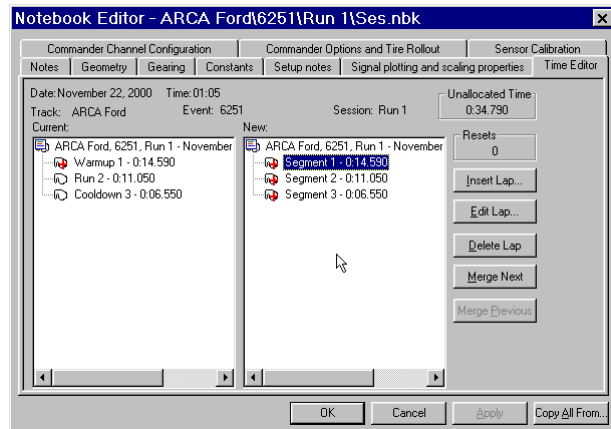 Notebook Editor - ARCA Ford\6251\Run 1\Ses.nbk
Commander Channel Configuration
Commander Options and Tire Rollout
Sensor Calibration
Notes
Geometry
Gearing
Constants
Setup notes
Signal plotting and scaling properties
Time Editor
Date: November 22, 2000 Time: 01:05
Track: ARCA Ford Event: 6251 Session: Run 1
Unallocated Time
0:34.790
Current:
ARCA Ford, 6251, Run 1 - November
Warmup 1 - 0:14.590
Run 2 - 0:11.050
Cooldown 3 - 0:06.550
New:
ARCA Ford, 6251, Run 1 - November
Segment 1 - 0:14.590
Segment 2 - 0:11.050
Segment 3 - 0:06.550
Resets
0
Insert Lap...
Edit Lap...
Delete Lap
Merge Next
Merge Previous
OK
Cancel
Apply
Copy All From...